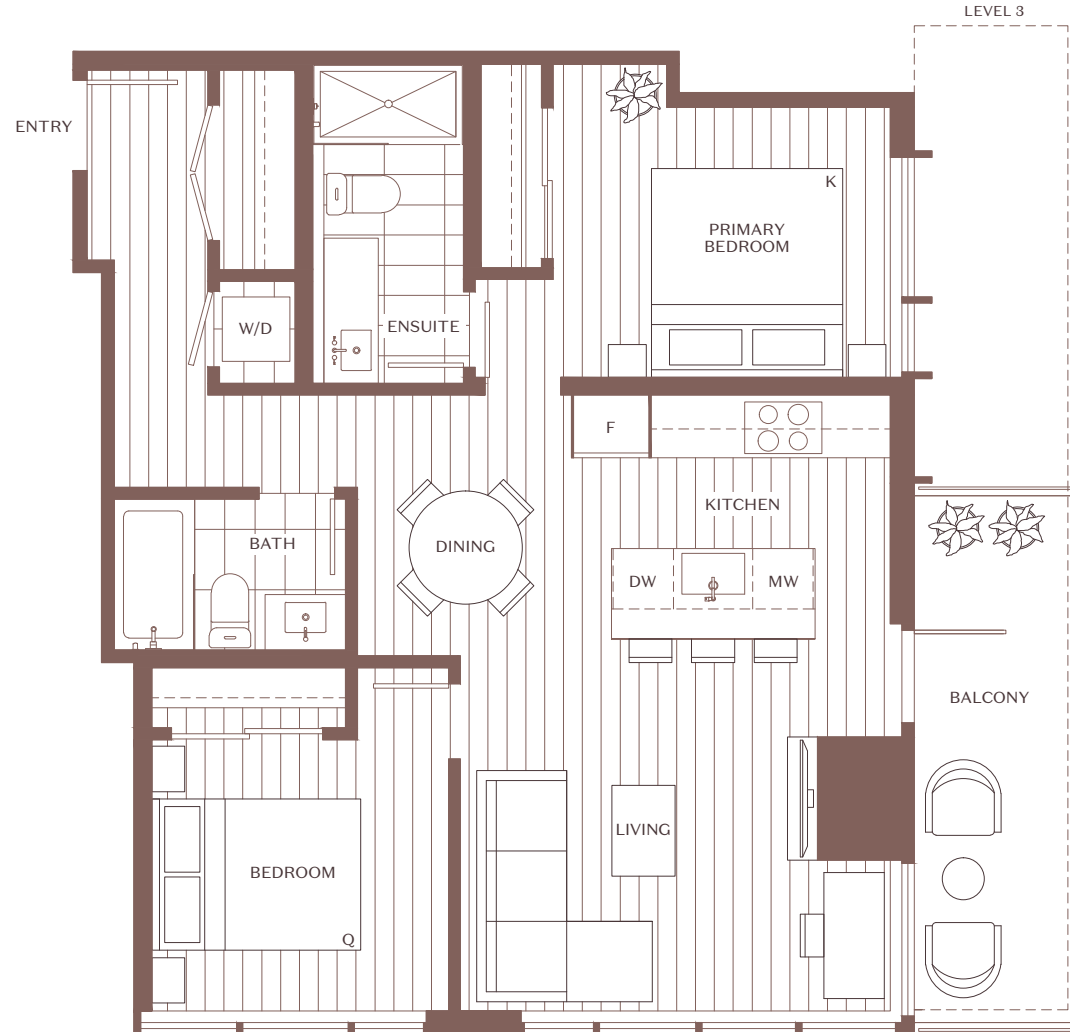 LEVEL 3
ENTRY
K
PRIMARY
BEDROOM
W/D
ENSUITE
F
KITCHEN
BATH
DINING
DW
MW
BALCONY
LIVING
BEDROOM
Q